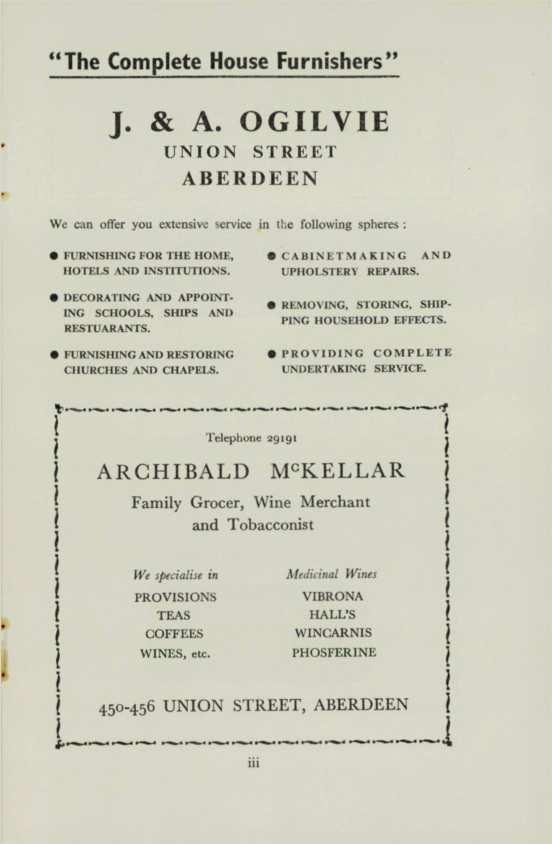 "The Complete House Furnishers"
J. & A. OGILVIE
UNION STREET
ABERDEEN
We can offer you extensive service in the following spheres :
● FURNISHING FOR THE HOME,
HOTELS AND INSTITUTIONS.
● DECORATING AND APPOINT-
ING SCHOOLS, SHIPS AND
RESTUARANTS.
● FURNISHING AND RESTORING
CHURCHES AND CHAPELS.
● CABINETMAKING AND
UPHOLSTERY REPAIRS.
● REMOVING, STORING, SHIP-
PING HOUSEHOLD EFFECTS.
● PROVIDING COMPLETE
UNDERTAKING SERVICE.
Telephone 29191
ARCHIBALD McKELLAR
Family Grocer, Wine Merchant
and Tobacconist
We specialise in
PROVISIONS
TEAS
COFFEES
WINES, etc.
Medicinal Wines
VIBRONA
HALL'S
WINCARNIS
PHOSFERINE
450-456 UNION STREET, ABERDEEN
iii